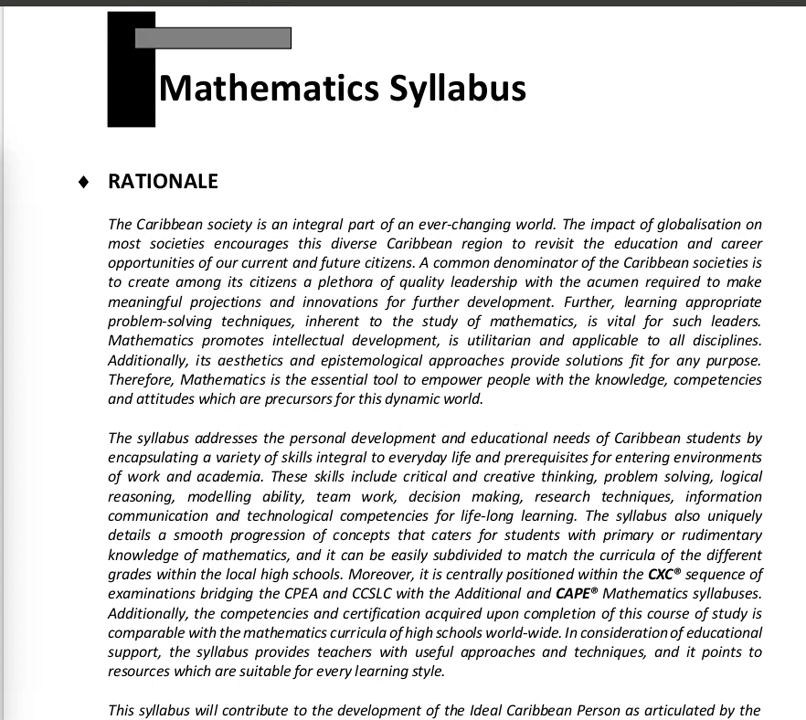 Mathematics Syllabus
♦ RATIONALE
The Caribbean society is an integral part of an ever-changing world. The impact of globalisation on
most societies encourages this diverse Caribbean region to revisit the education and career
opportunities of our current and future citizens. A common denominator of the Caribbean societies is
to create among its citizens a plethora of quality leadership with the acumen required to make
meaningful projections and innovations for further development. Further, learning appropriate
problem-solving techniques, inherent to the study of mathematics, is vital for such leaders.
Mathematics promotes intellectual development, is utilitarian and applicable to all disciplines.
Additionally, its aesthetics and epistemological approaches provide solutions fit for any purpose.
Therefore, Mathematics is the essential tool to empower people with the knowledge, competencies
and attitudes which are precursors for this dynamic world.
The syllabus addresses the personal development and educational needs of Caribbean students by
encapsulating a variety of skills integral to everyday life and prerequisites for entering environments
of work and academia. These skills include critical and creative thinking, problem solving, logical
reasoning, modelling ability, team work, decision making, research techniques, information
communication and technological competencies for life-long learning. The syllabus also uniquely
details a smooth progression of concepts that caters for students with primary or rudimentary
knowledge of mathematics, and it can be easily subdivided to match the curricula of the different
grades within the local high schools. Moreover, it is centrally positioned within the CXC® sequence of
examinations bridging the CPEA and CCSLC with the Additional and CAPE® Mathematics syllabuses.
Additionally, the competencies and certification acquired upon completion of this course of study is
comparable with the mathematics curricula of high schools world-wide. In consideration of educational
support, the syllabus provides teachers with useful approaches and techniques, and it points to
resources which are suitable for every learning style.
This syllabus will contribute to the development of the Ideal Caribbean Person as articulated by the